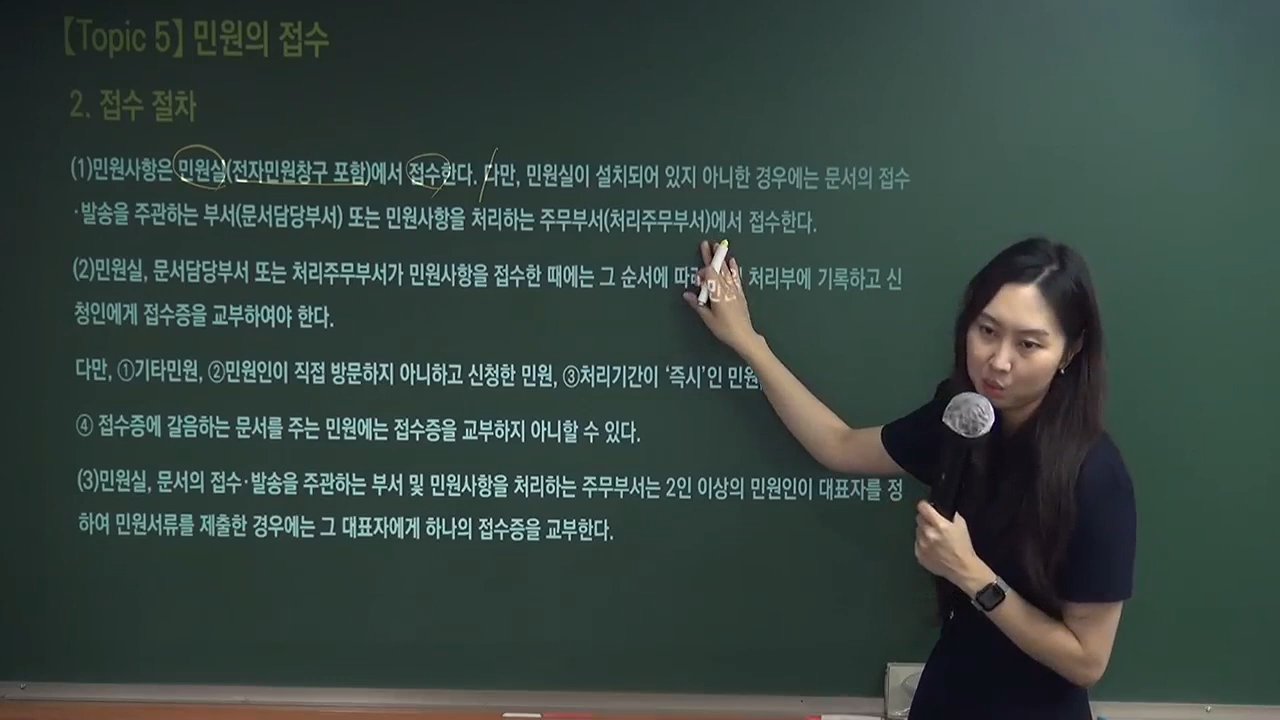 【Topic 5】 민원의 접수
2. 접수 절차
(1)민원사항은 민원실(전자민원창구 포함)에서 접수한다. 다만, 민원실이 설치되어 있지 아니한 경우에는 문서의 접수
·발송을 주관하는 부서(문서담당부서) 또는 민원사항을 처리하는 주무부서(처리주무부서)에서 접수한다.
(2)민원실, 문서담당부서 또는 처리주무부서가 민원사항을 접수한 때에는 그 순서에 따라 민원 처리부에 기록하고 신
청인에게 접수증을 교부하여야 한다.
다만, ①기타민원, ②민원인이 직접 방문하지 아니하고 신청한 민원, ③처리기간이 '즉시'인 민원,
④ 접수증에 갈음하는 문서를 주는 민원에는 접수증을 교부하지 아니할 수 있다.
(3)민원실, 문서의 접수·발송을 주관하는 부서 및 민원사항을 처리하는 주무부서는 2인 이상의 민원인이 대표자를 정
하여 민원서류를 제출한 경우에는 그 대표자에게 하나의 접수증을 교부한다.